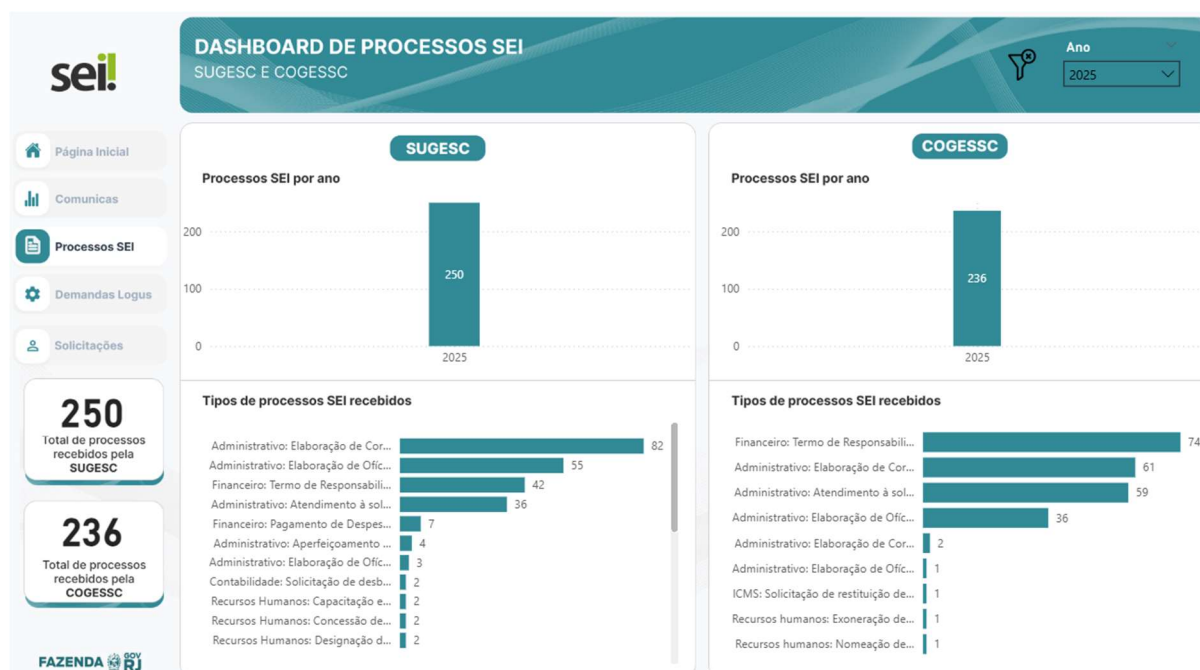 sei!
DASHBOARD DE PROCESSOS SEI
SUGESC E COGESSC
Ano
2025
Página Inicial
Comunicas
Processos SEI
Demandas Logus
Solicitações
250
Total de processos
recebidos pela
SUGESC
236
Total de processos
recebidos pela
COGESSC
FAZENDA GOV RJ
SUGESC
Processos SEI por ano
200
100
0
250
2025
Tipos de processos SEI recebidos
Administrativo: Elaboração de Cor... 82
Administrativo: Elaboração de Ofíc... 55
Financeiro: Termo de Responsabili... 42
Administrativo: Atendimento à sol... 36
Financeiro: Pagamento de Despes... 7
Administrativo: Aperfeiçoamento ... 4
Administrativo: Elaboração de Ofíc... 3
Contabilidade: Solicitação de desb... 2
Recursos Humanos: Capacitação e... 2
Recursos Humanos: Concessão de... 2
Recursos Humanos: Designação d... 2
COGESSC
Processos SEI por ano
200
100
0
236
2025
Tipos de processos SEI recebidos
Financeiro: Termo de Responsabili... 74
Administrativo: Elaboração de Cor... 61
Administrativo: Atendimento à sol... 59
Administrativo: Elaboração de Ofíc... 36
Administrativo: Elaboração de Cor... 2
Administrativo: Elaboração de Ofíc... 1
ICMS: Solicitação de restituição de... 1
Recursos humanos: Exoneração de... 1
Recursos humanos: Nomeação de... 1